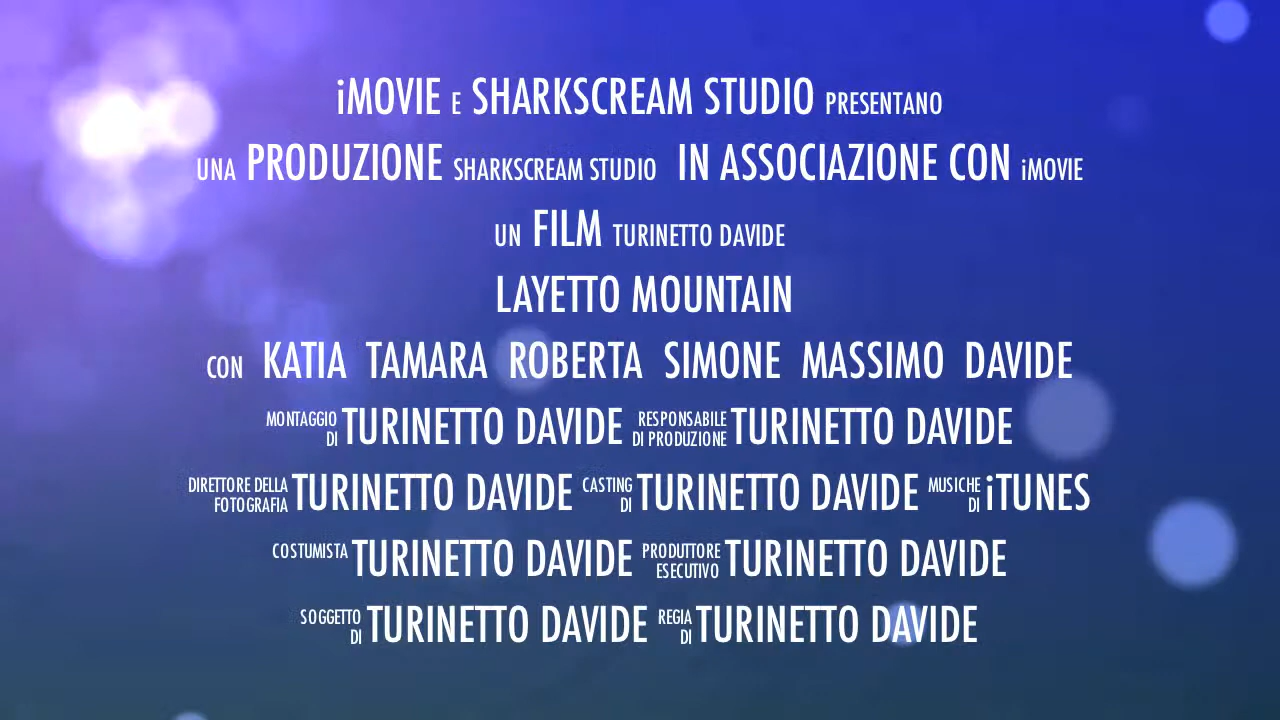 iMOVIE E SHARKSCREAM STUDIO PRESENTANO
UNA PRODUZIONE SHARKSCREAM STUDIO IN ASSOCIAZIONE CON iMOVIE
UN FILM TURINETTO DAVIDE
LAYETTO MOUNTAIN
CON KATIA TAMARA ROBERTA SIMONE MASSIMO DAVIDE
MONTAGGIO DI TURINETTO DAVIDE RESPONSABILE DI PRODUZIONE TURINETTO DAVIDE
DIRETTORE DELLA FOTOGRAFIA TURINETTO DAVIDE CASTING DI TURINETTO DAVIDE MUSICHE DI iTUNES
COSTUMISTA TURINETTO DAVIDE PRODUTTORE ESECUTIVO TURINETTO DAVIDE
SOGGETTO DI TURINETTO DAVIDE REGIA DI TURINETTO DAVIDE